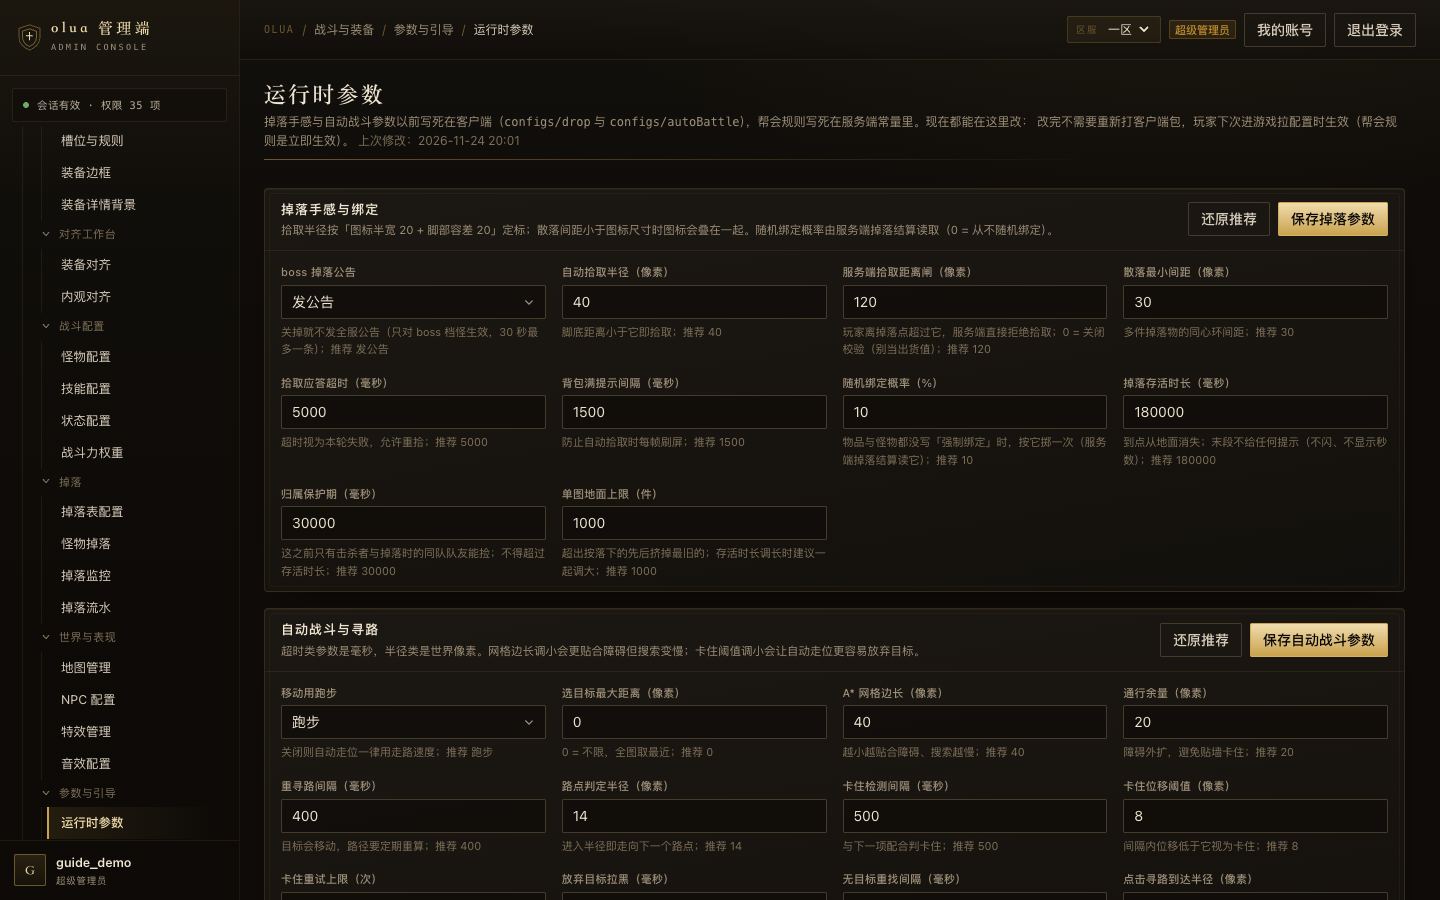 olua 管理端
ADMIN CONSOLE
会话有效 · 权限 35 项
槽位与规则
装备边框
装备详情背景
对齐工作台
装备对齐
内观对齐
战斗配置
怪物配置
技能配置
状态配置
战斗力权重
掉落
掉落表配置
怪物掉落
掉落监控
掉落流水
世界与表现
地图管理
NPC 配置
特效管理
音效配置
参数与引导
运行时参数
G
guide_demo
超级管理员
OLUA / 战斗与装备 / 参数与引导 / 运行时参数
区服 一区
超级管理员
我的账号
退出登录
运行时参数
掉落手感与自动战斗参数以前写死在客户端（configs/drop 与 configs/autoBattle），帮会规则写死在服务端常量里。现在都能在这里改： 改完不需要重新打客户端包，玩家下次进游戏拉配置时生效（帮会规
则是立即生效）。 上次修改：2026-11-24 20:01
掉落手感与绑定
拾取半径按「图标半宽 20 + 脚部容差 20」定标；散落间距小于图标尺寸时图标会叠在一起。随机绑定概率由服务端掉落结算读取（0 = 从不随机绑定）。
还原推荐
保存掉落参数
boss 掉落公告
发公告
关掉就不发全服公告（只对 boss 档怪生效，30 秒最
多一条）；推荐 发公告
自动拾取半径（像素）
40
脚底距离小于它即拾取；推荐 40
服务端拾取距离闸（像素）
120
玩家离掉落点超过它，服务端直接拒绝拾取；0 = 关闭
校验（别当出货值）；推荐 120
散落最小间距（像素）
30
多件掉落物的同心环间距；推荐 30
拾取应答超时（毫秒）
5000
超时视为本轮失败，允许重拾；推荐 5000
背包满提示间隔（毫秒）
1500
防止自动拾取时每帧刷屏；推荐 1500
随机绑定概率（%）
10
物品与怪物都没写「强制绑定」时，按它掷一次（服务
端掉落结算读它）；推荐 10
掉落存活时长（毫秒）
180000
到点从地面消失；末段不给任何提示（不闪、不显示秒
数）；推荐 180000
归属保护期（毫秒）
30000
这之前只有击杀者与掉落时的同队队友能捡；不得超过
存活时长；推荐 30000
单图地面上限（件）
1000
超出按落下的先后挤掉最旧的；存活时长调长时建议一
起调大；推荐 1000
自动战斗与寻路
超时类参数是毫秒，半径类是世界像素。网格边长调小会更贴合障碍但搜索变慢；卡住阈值调小会让自动走位更容易放弃目标。
还原推荐
保存自动战斗参数
移动用跑步
跑步
关闭则自动走位一律用走路速度；推荐 跑步
选目标最大距离（像素）
0
0 = 不限，全图取最近；推荐 0
A* 网格边长（像素）
40
越小越贴合障碍、搜索越慢；推荐 40
通行余量（像素）
20
障碍外扩，避免贴墙卡住；推荐 20
重寻路间隔（毫秒）
400
目标会移动，路径要定期重算；推荐 400
路点判定半径（像素）
14
进入半径即走向下一个路点；推荐 14
卡住检测间隔（毫秒）
500
与下一项配合判卡住；推荐 500
卡住位移阈值（像素）
8
间隔内位移低于它视为卡住；推荐 8
卡住重试上限（次）
放弃目标拉黑（毫秒）
无目标重找间隔（毫秒）
点击寻路到达半径（像素）